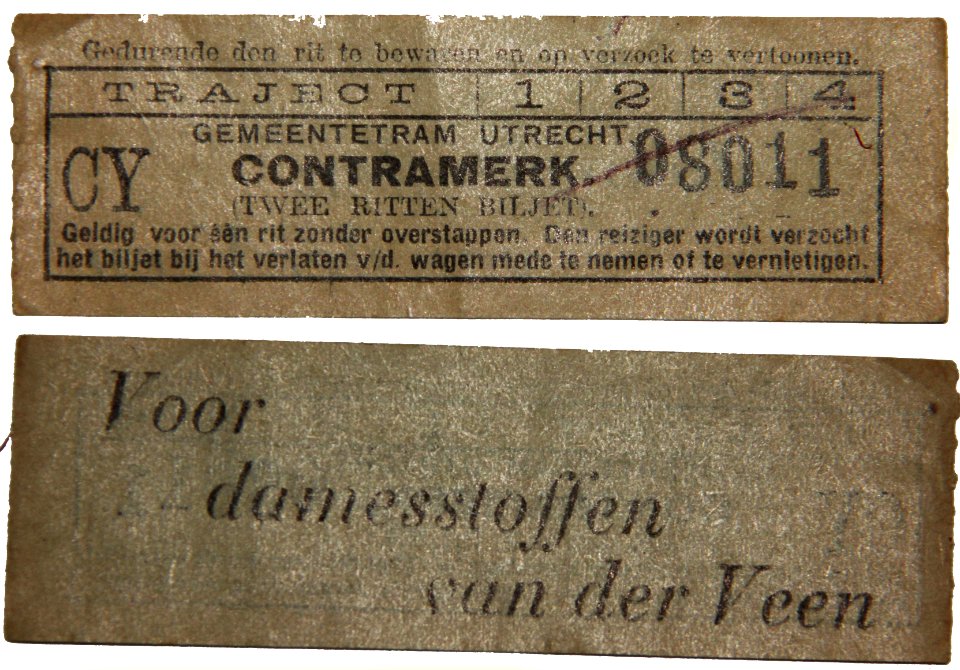 Gedurende den rit te bewaren en op verzoek te vertoonen.
TRAJECT 1 2 3 4
GEMEENTETRAM UTRECHT.
CY CONTRAMERK. 08011
(TWEE RITTEN BILJET).
Geldig voor één rit zonder overstappen. Den reiziger wordt verzocht
het biljet bij het verlaten v/d. wagen mede te nemen of te vernietigen.
Voor
damesstoffen
van der Veen